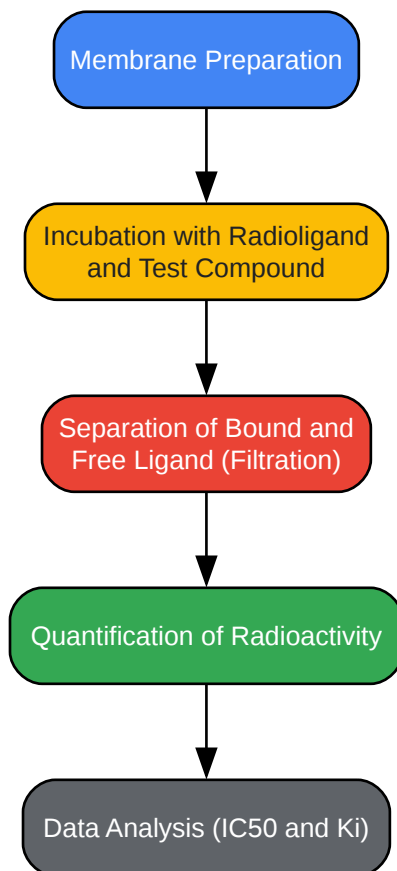 Membrane Preparation
Incubation with Radioligand
and Test Compound
Separation of Bound and
Free Ligand (Filtration)
Quantification of Radioactivity
Data Analysis (IC50 and Ki)